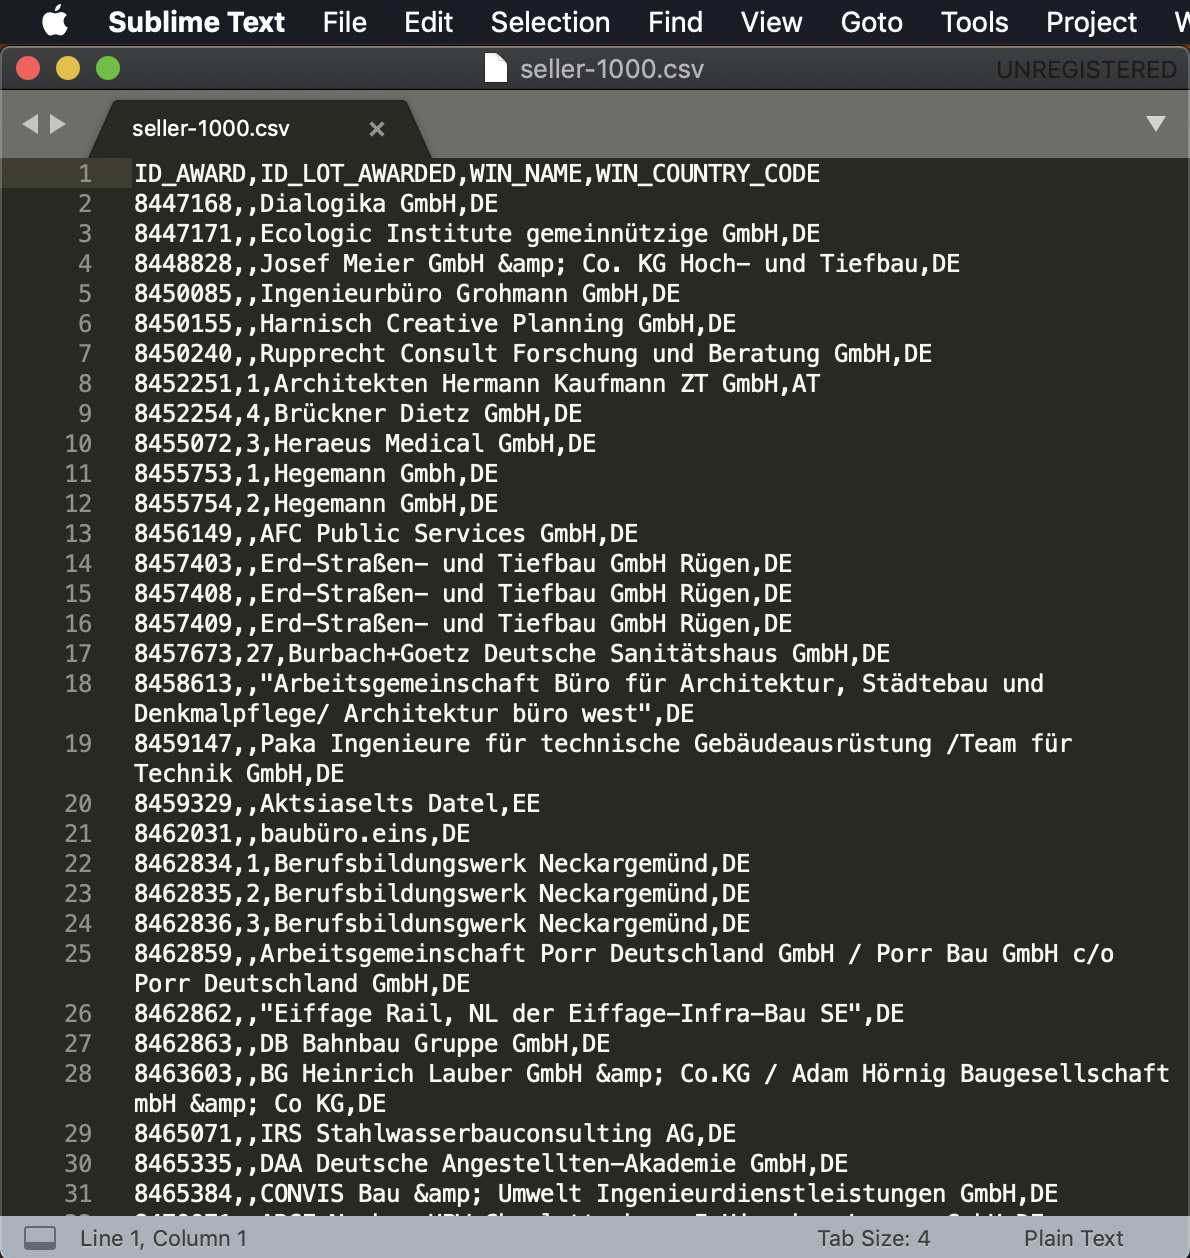 Sublime Text File Edit Selection Find View Goto Tools Project
seller-1000.csv UNREGISTERED
seller-1000.csv ×
1 ID_AWARD,ID_LOT_AWARDED,WIN_NAME,WIN_COUNTRY_CODE
2 8447168,,Dialogika GmbH,DE
3 8447171,,Ecologic Institute gemeinnützige GmbH,DE
4 8448828,,Josef Meier GmbH &amp; Co. KG Hoch- und Tiefbau,DE
5 8450085,,Ingenieurbüro Grohmann GmbH,DE
6 8450155,,Harnisch Creative Planning GmbH,DE
7 8450240,,Rupprecht Consult Forschung und Beratung GmbH,DE
8 8452251,1,Architekten Hermann Kaufmann ZT GmbH,AT
9 8452254,4,Brückner Dietz GmbH,DE
10 8455072,3,Heraeus Medical GmbH,DE
11 8455753,1,Hegemann Gmbh,DE
12 8455754,2,Hegemann GmbH,DE
13 8456149,,AFC Public Services GmbH,DE
14 8457403,,Erd-Straßen- und Tiefbau GmbH Rügen,DE
15 8457408,,Erd-Straßen- und Tiefbau GmbH Rügen,DE
16 8457409,,Erd-Straßen- und Tiefbau GmbH Rügen,DE
17 8457673,27,Burbach+Goetz Deutsche Sanitätshaus GmbH,DE
18 8458613,,"Arbeitsgemeinschaft Büro für Architektur, Städtebau und
Denkmalpflege/ Architektur büro west",DE
19 8459147,,Paka Ingenieure für technische Gebäudeausrüstung /Team für
Technik GmbH,DE
20 8459329,,Aktsiaselts Datel,EE
21 8462031,,baubüro.eins,DE
22 8462834,1,Berufsbildungswerk Neckargemünd,DE
23 8462835,2,Berufsbildungswerk Neckargemünd,DE
24 8462836,3,Berufsbildunsgwerk Neckargemünd,DE
25 8462859,,Arbeitsgemeinschaft Porr Deutschland GmbH / Porr Bau GmbH c/o
Porr Deutschland GmbH,DE
26 8462862,,"Eiffage Rail, NL der Eiffage-Infra-Bau SE",DE
27 8462863,,DB Bahnbau Gruppe GmbH,DE
28 8463603,,BG Heinrich Lauber GmbH &amp; Co.KG / Adam Hörnig Baugesellschaft
mbH &amp; Co KG,DE
29 8465071,,IRS Stahlwasserbauconsulting AG,DE
30 8465335,,DAA Deutsche Angestellten-Akademie GmbH,DE
31 8465384,,CONVIS Bau &amp; Umwelt Ingenieurdienstleistungen GmbH,DE
Line 1, Column 1 Tab Size: 4 Plain Text